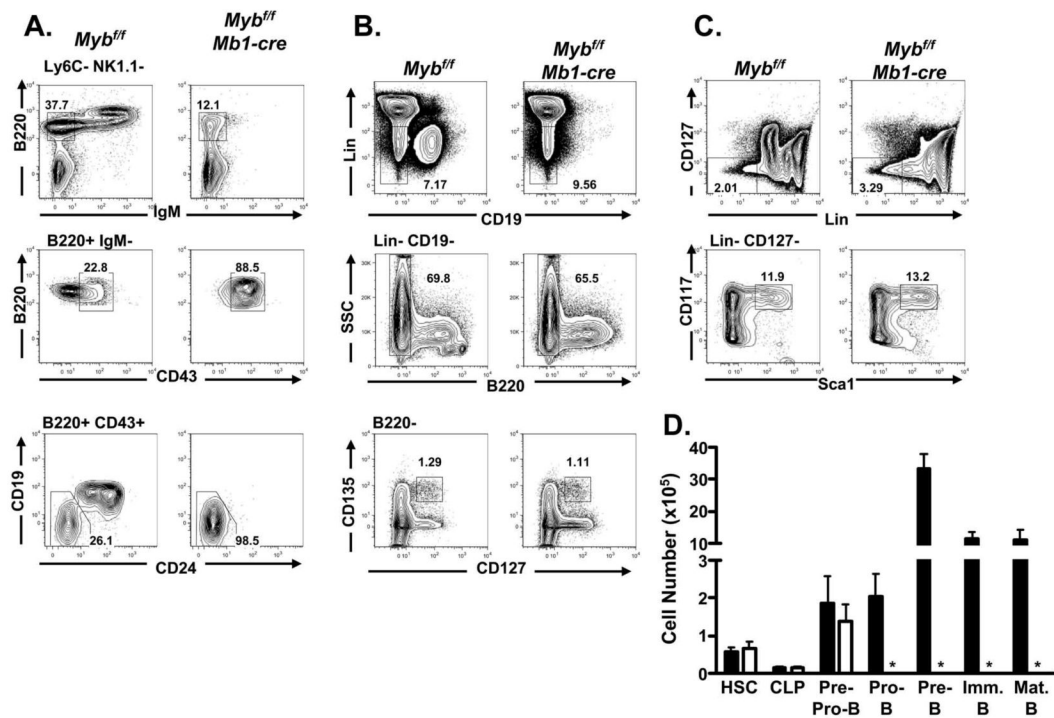 A.
Myb^f/f
Myb^f/f
Mb1-cre
Ly6C- NK1.1-
37.7
12.1
B220
IgM
B220+ IgM-
22.8
88.5
B220
CD43
B220+ CD43+
CD19
26.1
98.5
CD24
B.
Myb^f/f
Myb^f/f
Mb1-cre
Lin
7.17
9.56
CD19
Lin- CD19-
69.8
65.5
SSC
B220
B220-
1.29
1.11
CD135
CD127
C.
Myb^f/f
Myb^f/f
Mb1-cre
CD127
2.01
3.29
Lin
Lin- CD127-
11.9
13.2
CD117
Sca1
D.
Cell Number (x10^5)
40
30
20
10
3
2
1
0
* * * *
HSC CLP Pre- Pro- Pre- Imm. Mat.
Pro-B B B B B